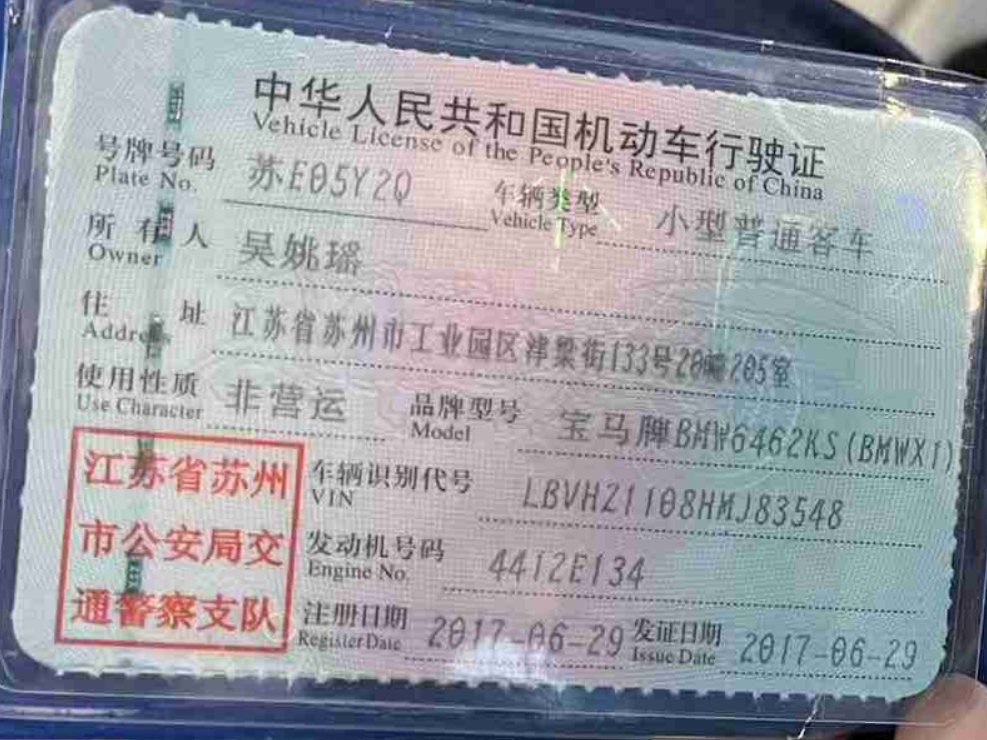 中华人民共和国机动车行驶证
Vehicle License of the People's Republic of China
号牌号码 苏E05Y2Q 车辆类型 小型普通客车
Plate No. Vehicle Type
所有人 吴姚瑶
Owner
住址 江苏省苏州市工业园区津梁街133号20幢205室
Address
使用性质 非营运 品牌型号 宝马牌BMW6462KS(BMWX1)
Use Character Model
江苏省苏州
市公安局交
通警察支队
车辆识别代号 LBVHZ1108HMJ83548
VIN
发动机号码 4412E134
Engine No.
注册日期 2017-06-29 发证日期 2017-06-29
Register Date Issue Date